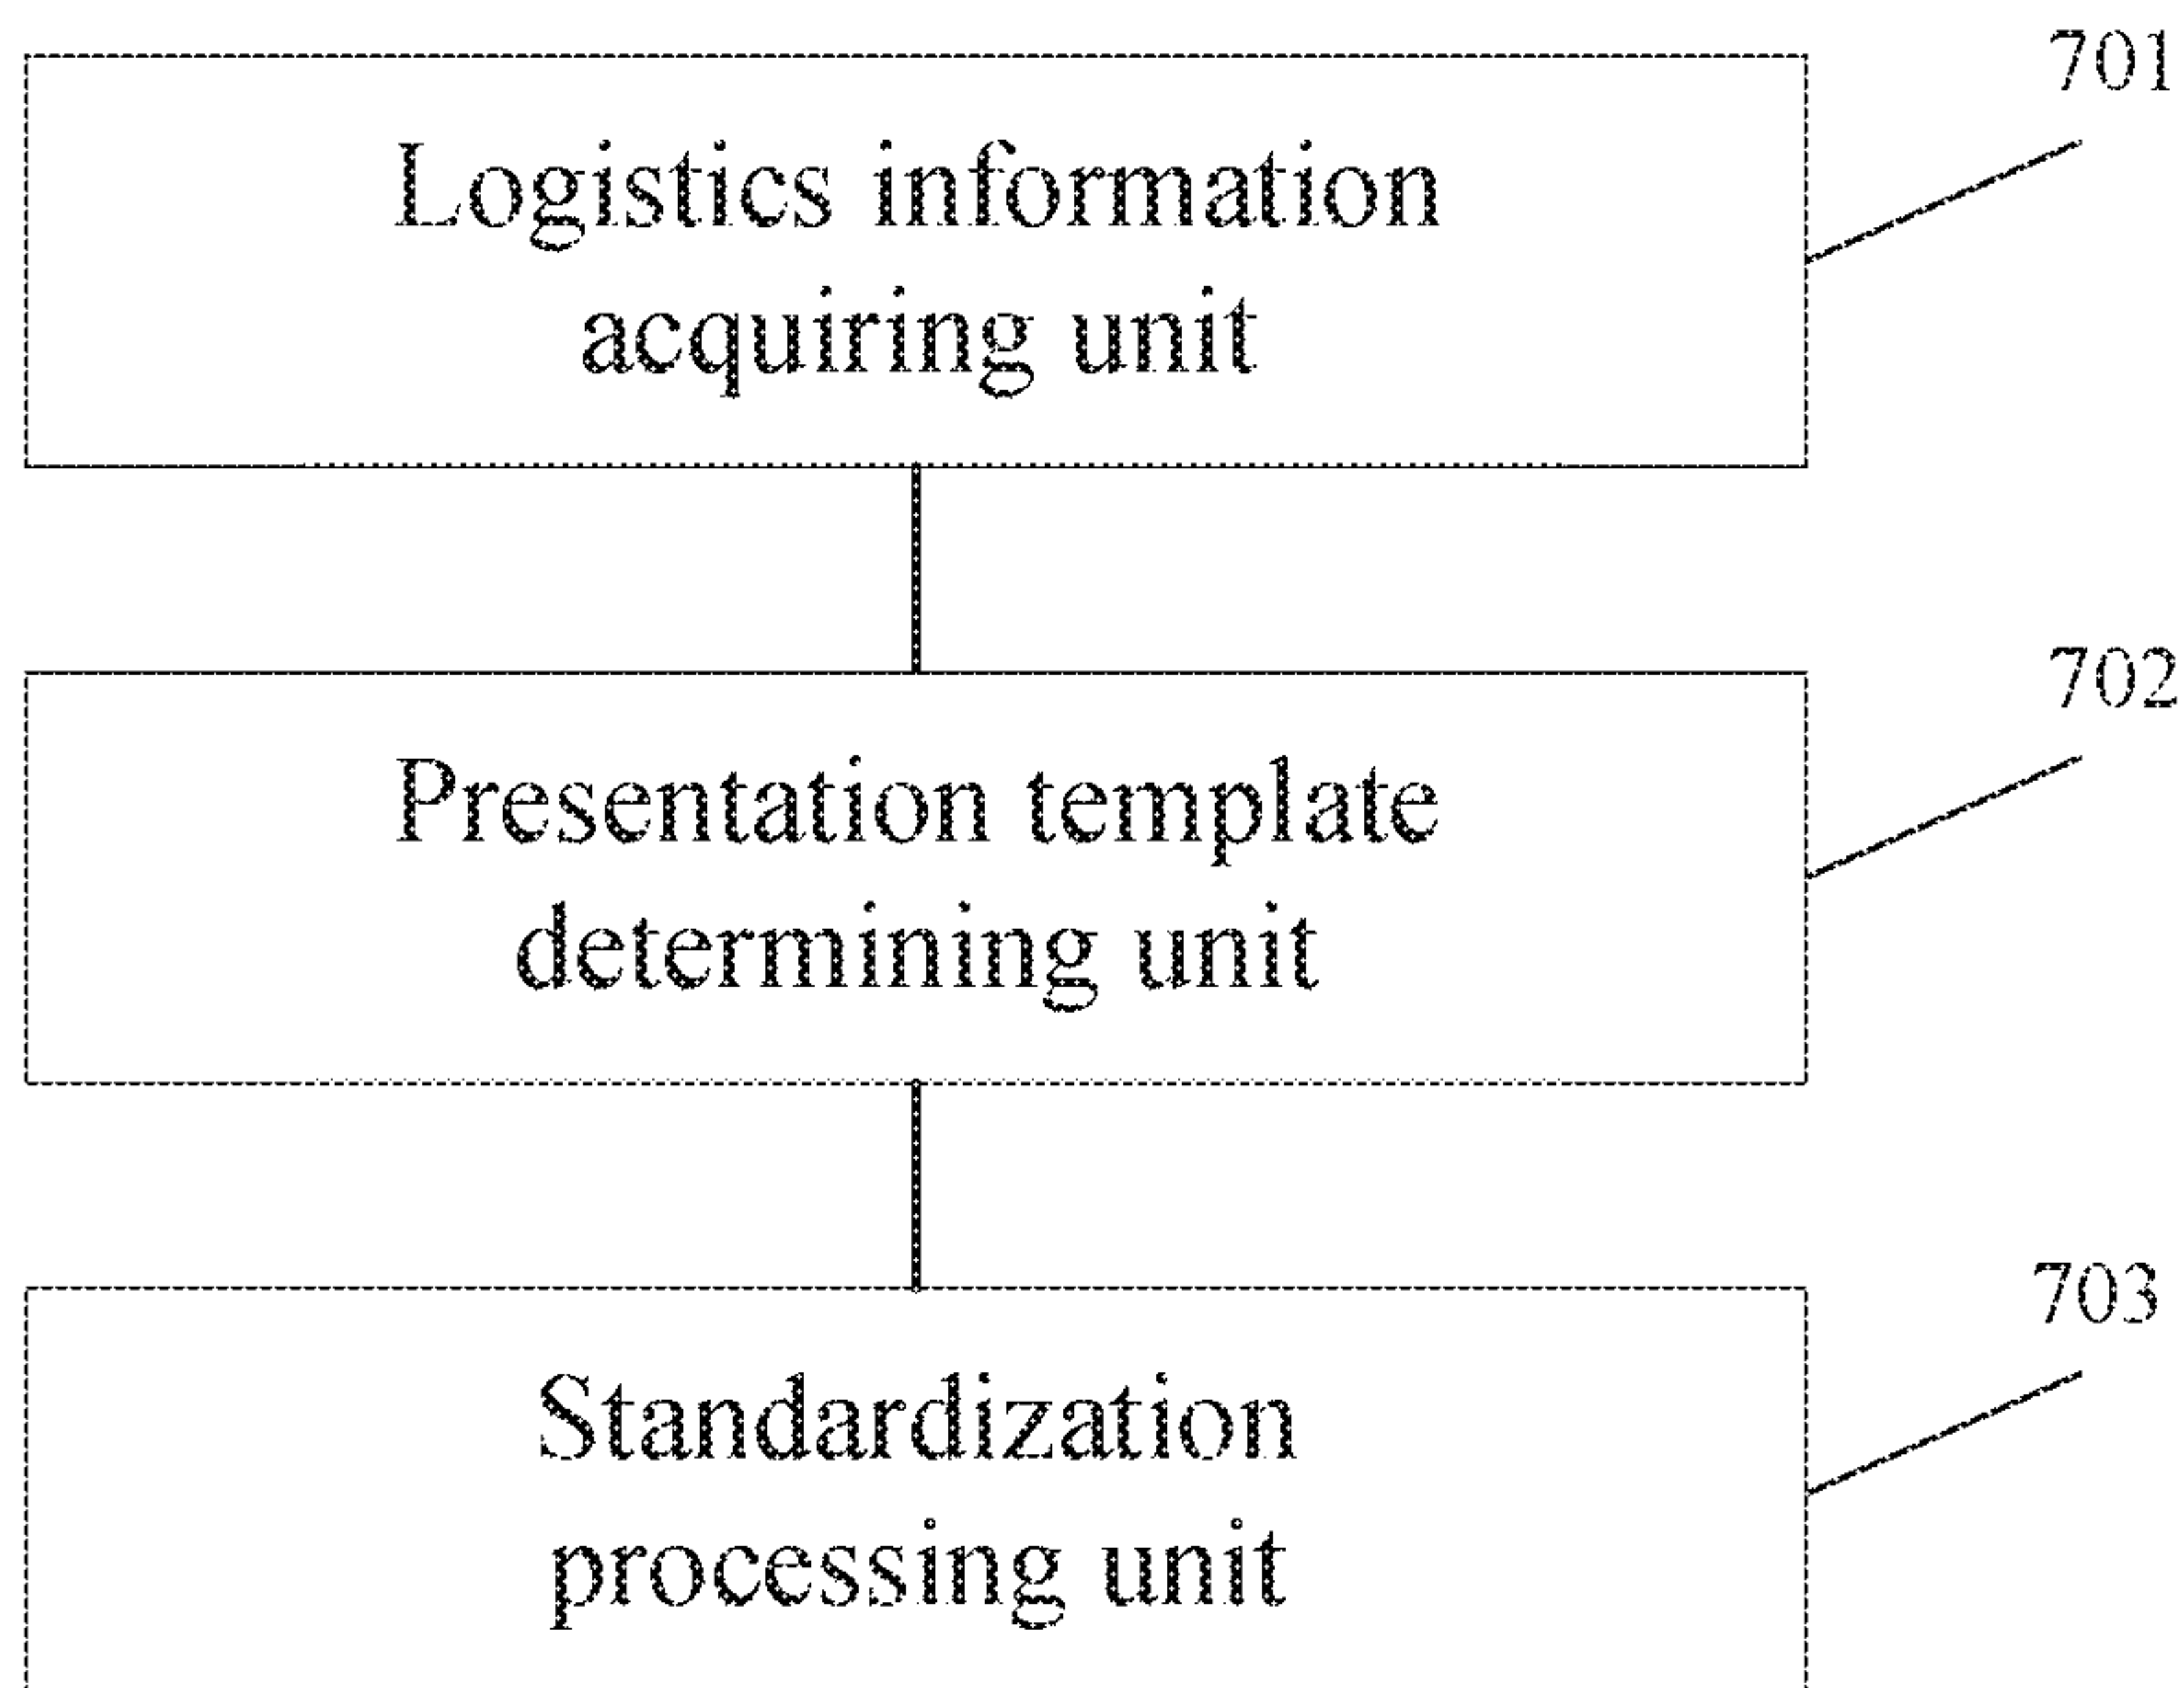 701
Logistics information
acquiring unit
702
Presentation template
determining unit
703
Standardization
processing unit